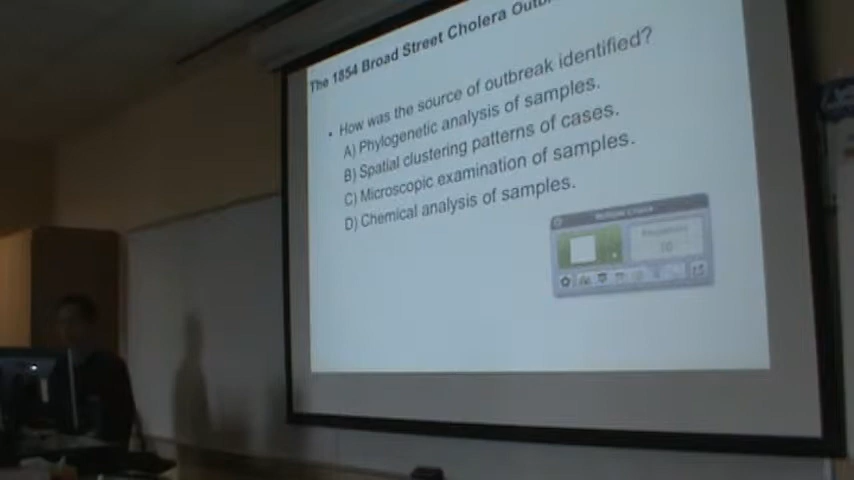 The 1854 Broad Street Cholera
• How was the source of outbreak identified?
A) Phylogenetic analysis of samples.
B) Spatial clustering patterns of cases.
C) Microscopic examination of samples.
D) Chemical analysis of samples.